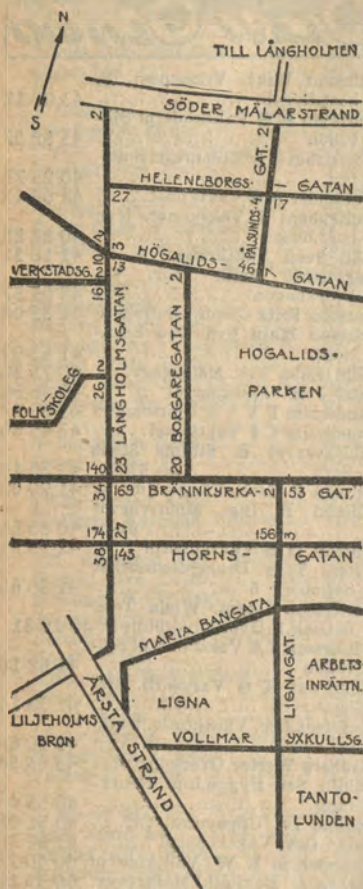 N
S
TILL LÅNGHOLMEN
SÖDER MÄLARSTRAND
2
GAT. 2
HELENEBORGS-GATAN
27
17
PÅLSUNDS-4
2
10
3
HÖGALIDS-GATAN
46
7
VERKSTADSG. 2
13
16
2
LÅNGHOLMSGATAN
BORGAREGATAN
HÖGALIDS-
PARKEN
2
26
FOLKSKOLEG.
140
23
20
34
169
BRÄNNKYRKA-GAT.
2
153
174
27
156
3
38
143
HORNS-GATAN
MARIA BANGATA
LIGNAGAT
ARBETS
INRÄTTN.
LIGNA
ÅRSTA STRAND
LILJEHOLMS
BRON
VOLLMAR YXKULLSG.
TANTO-
LUNDEN